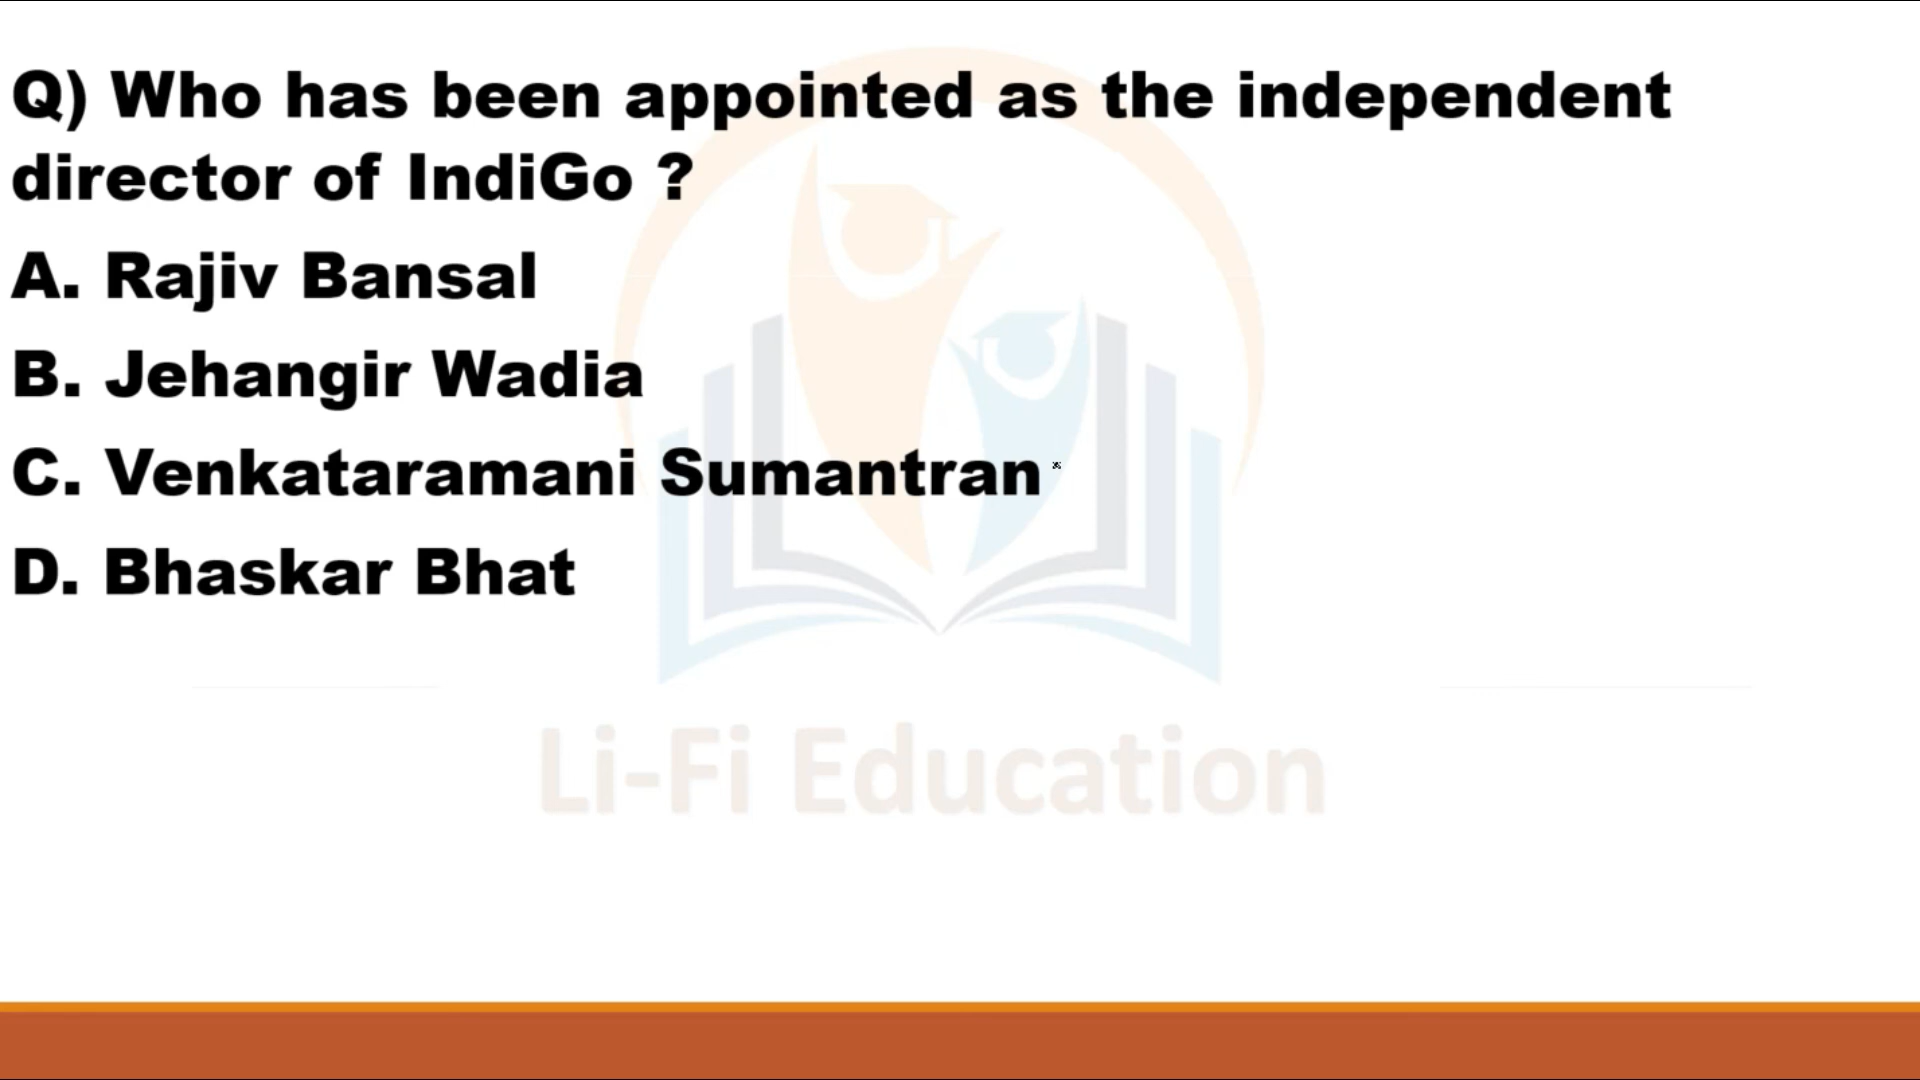 Q) Who has been appointed as the independent
director of IndiGo ?
A. Rajiv Bansal
B. Jehangir Wadia
C. Venkataramani Sumantran
D. Bhaskar Bhat
Li-Fi Education